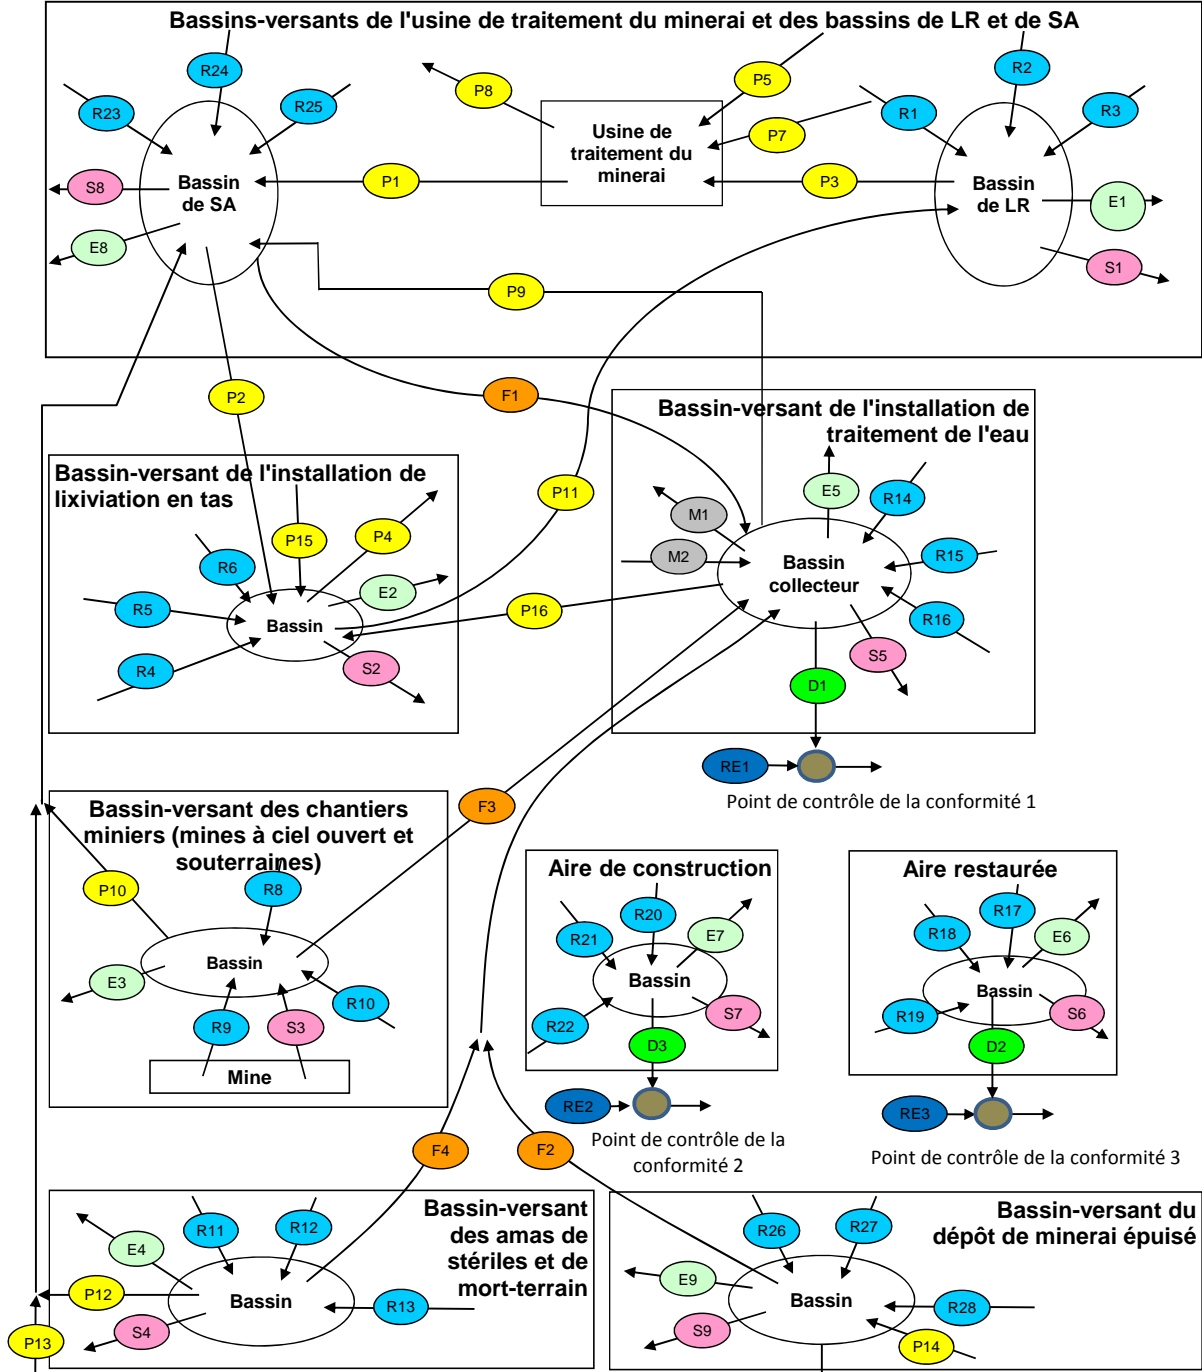 Bassins-versants de l'usine de traitement du minerai et des bassins de LR et de SA
R24
R2
P8
P5
R23
R25
R1
R3
P7
Usine de
traitement du
minerai
S8
Bassin
de SA
P1
P3
Bassin
de LR
E1
E8
S1
P9
P2
F1
Bassin-versant de l'installation de
traitement de l'eau
Bassin-versant de l'installation de
lixiviation en tas
P11
E5
R14
M1
P15
P4
M2
R15
R6
Bassin
collecteur
E2
R5
P16
R16
Bassin
S5
R4
S2
D1
RE1
Point de contrôle de la conformité 1
Bassin-versant des chantiers
miniers (mines à ciel ouvert et
souterraines)
F3
R8
P10
Aire de construction
R20
R21
E7
Bassin
R22
S7
D3
RE2
Point de contrôle de la
conformité 2
Aire restaurée
R17
R18
E6
Bassin
R19
S6
D2
RE3
Point de contrôle de la conformité 3
Bassin
E3
R10
R9
S3
Mine
F4
F2
Bassin-versant
des amas de
stériles et de
mort-terrain
R11
R12
E4
P12
Bassin
R13
S4
P13
Bassin-versant du
dépôt de minerai épuisé
R26
R27
E9
Bassin
R28
S9
P14